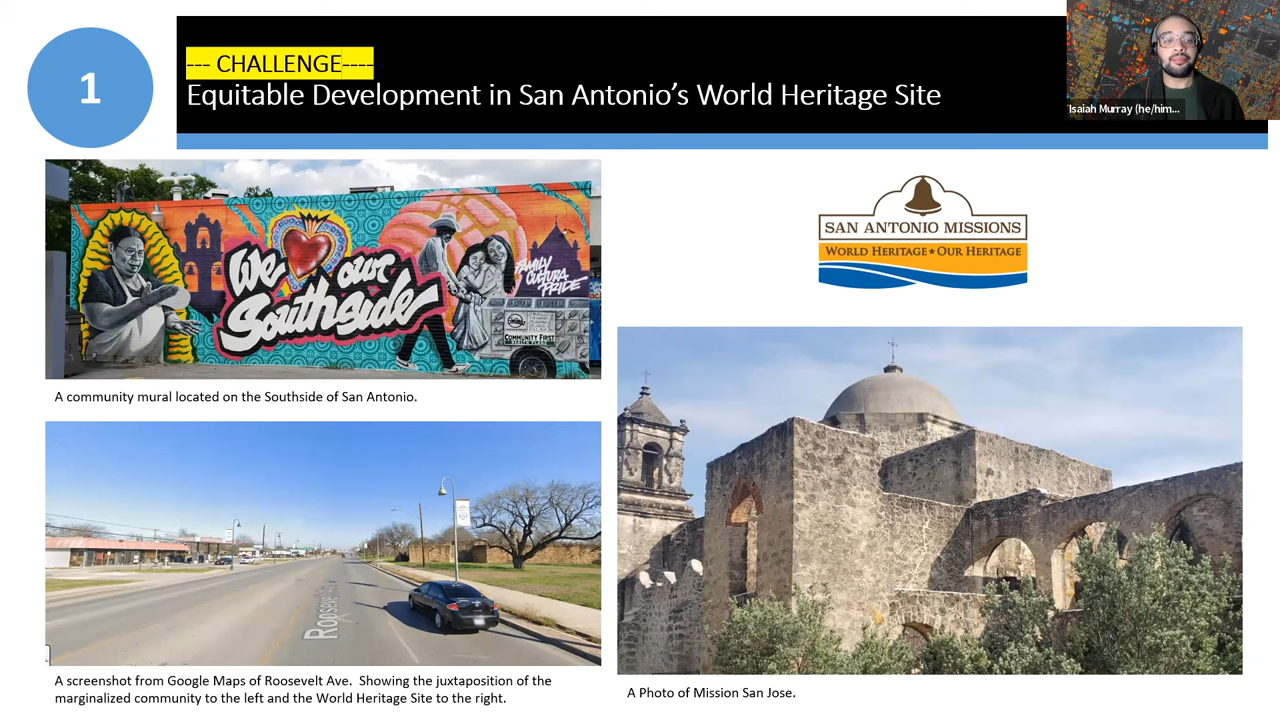 1
--- CHALLENGE----
Equitable Development in San Antonio's World Heritage Site
Isaiah Murray (he/him...
We our
Southside
FAMILY
CULTURA
PRIDE
COMMUNITY FIRST
HEALTH PLANS
A community mural located on the Southside of San Antonio.
SAN ANTONIO MISSIONS
WORLD HERITAGE★OUR HERITAGE
Roosevelt Av
A screenshot from Google Maps of Roosevelt Ave.  Showing the juxtaposition of the
marginalized community to the left and the World Heritage Site to the right.
A Photo of Mission San Jose.